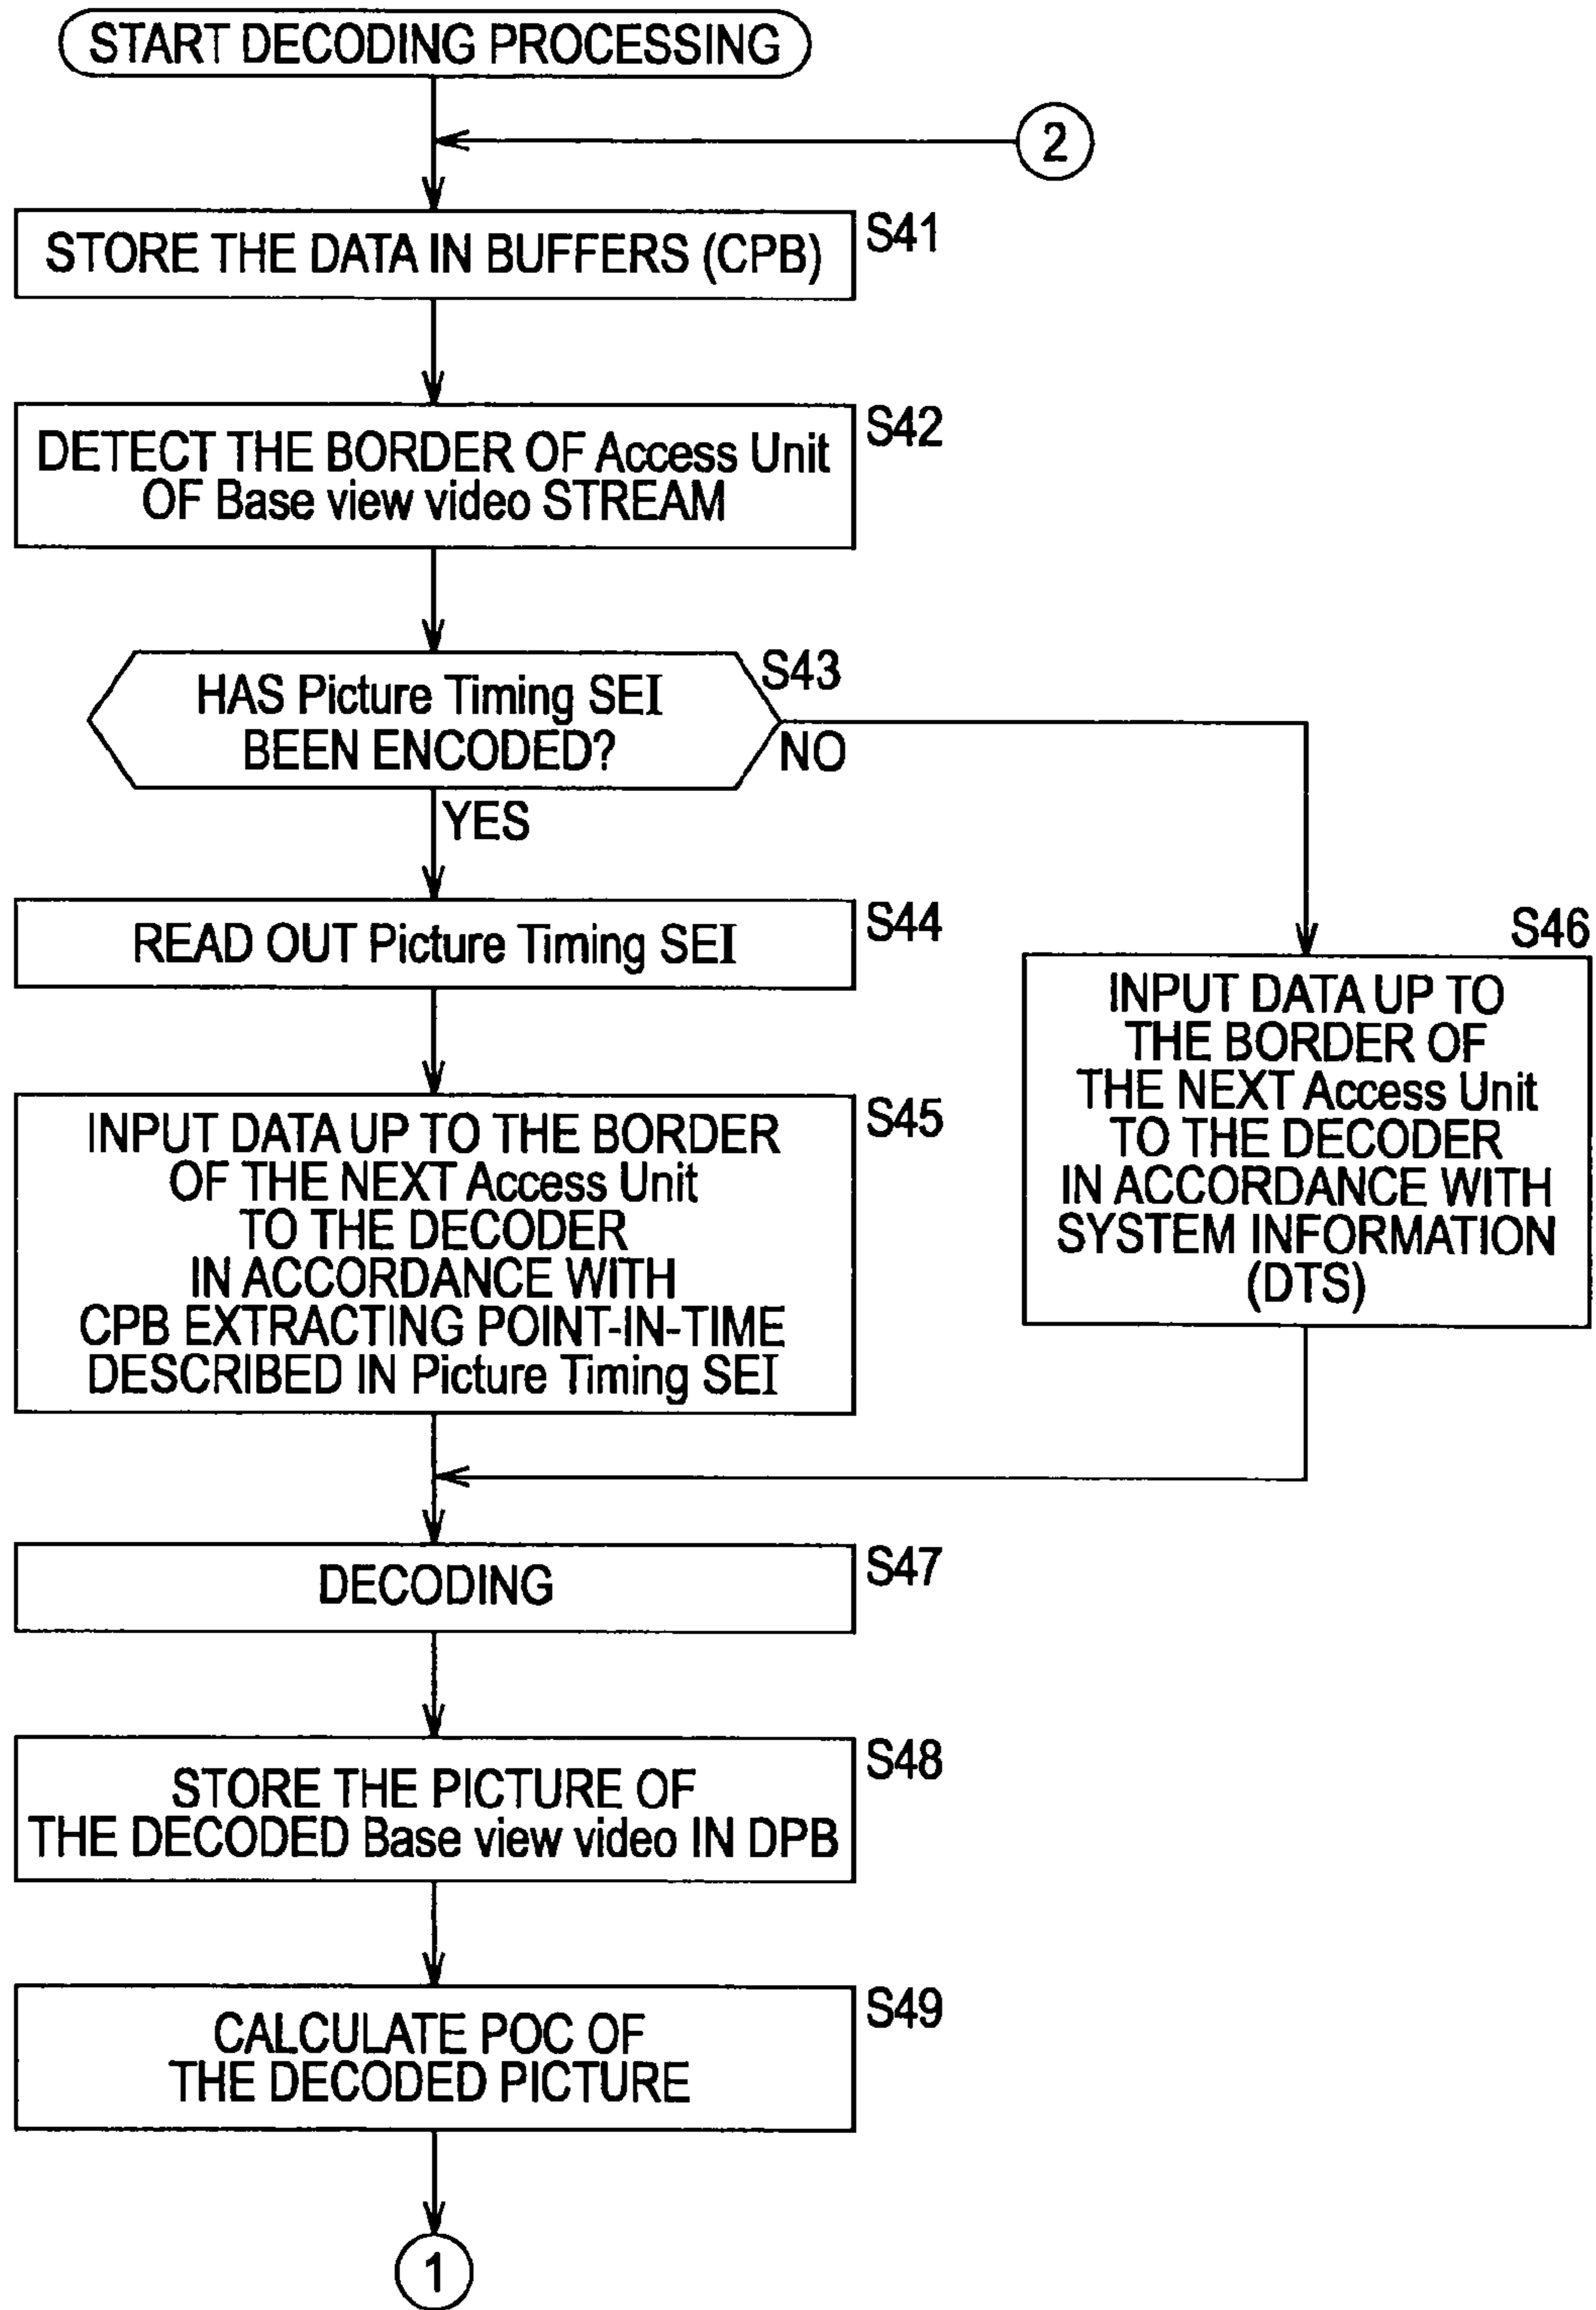 START DECODING PROCESSING
2
STORE THE DATA IN BUFFERS (CPB)
S41
DETECT THE BORDER OF Access Unit
OF Base view video STREAM
S42
HAS Picture Timing SEI
BEEN ENCODED?
S43
NO
YES
READ OUT Picture Timing SEI
S44
INPUT DATA UP TO THE BORDER
OF THE NEXT Access Unit
TO THE DECODER
IN ACCORDANCE WITH
CPB EXTRACTING POINT-IN-TIME
DESCRIBED IN Picture Timing SEI
S45
S46
INPUT DATA UP TO
THE BORDER OF
THE NEXT Access Unit
TO THE DECODER
IN ACCORDANCE WITH
SYSTEM INFORMATION
(DTS)
DECODING
S47
STORE THE PICTURE OF
THE DECODED Base view video IN DPB
S48
CALCULATE POC OF
THE DECODED PICTURE
S49
1